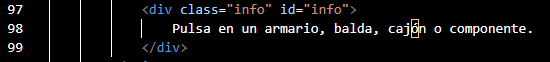 97 <div class="info" id="info">
98 Pulsa en un armario, balda, cajón o componente.
99 </div>